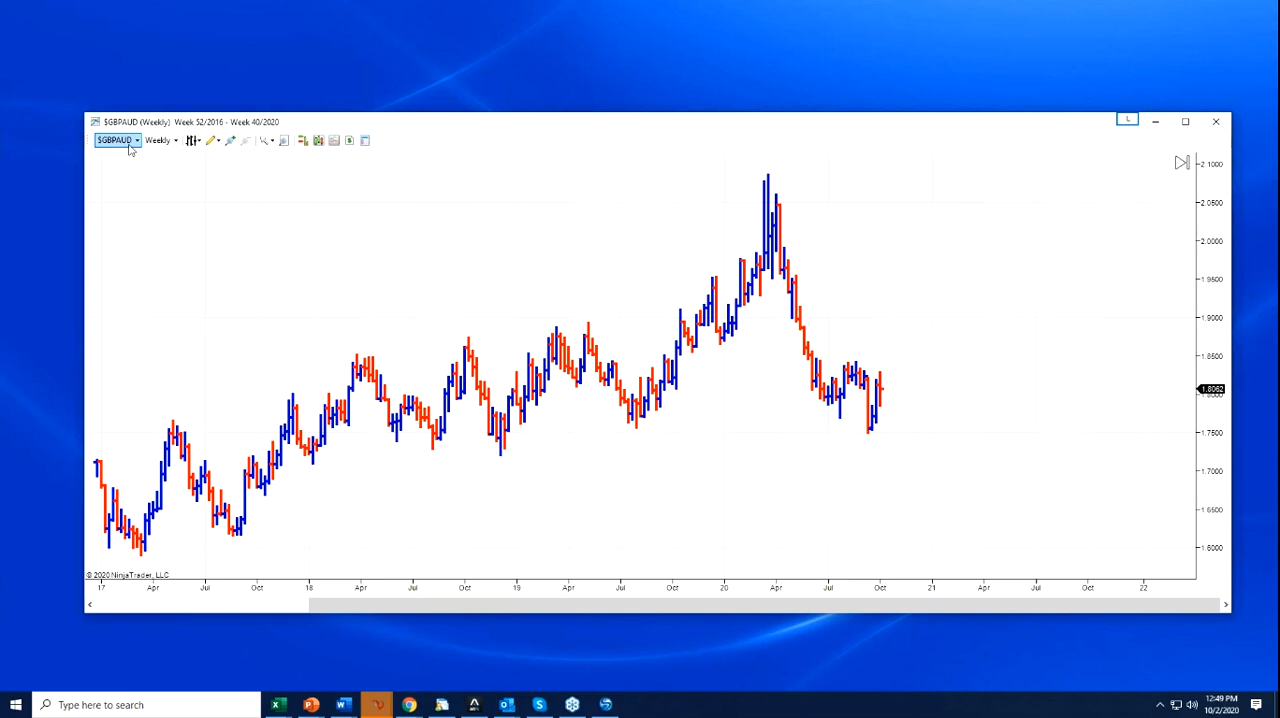 $GBPAUD (Weekly) Week 52/2016 - Week 40/2020
L
$GBPAUD Weekly
2.1000
2.0500
2.0000
1.9500
1.9000
1.8500
1.8062
1.8000
1.7500
1.7000
1.6500
1.6000
© 2020 NinjaTrader, LLC
17 Apr Jul Oct 18 Apr Jul Oct 19 Apr Jul Oct 20 Apr Jul Oct 21 Apr Jul Oct 22
Type here to search
12:49 PM
10/2/2020